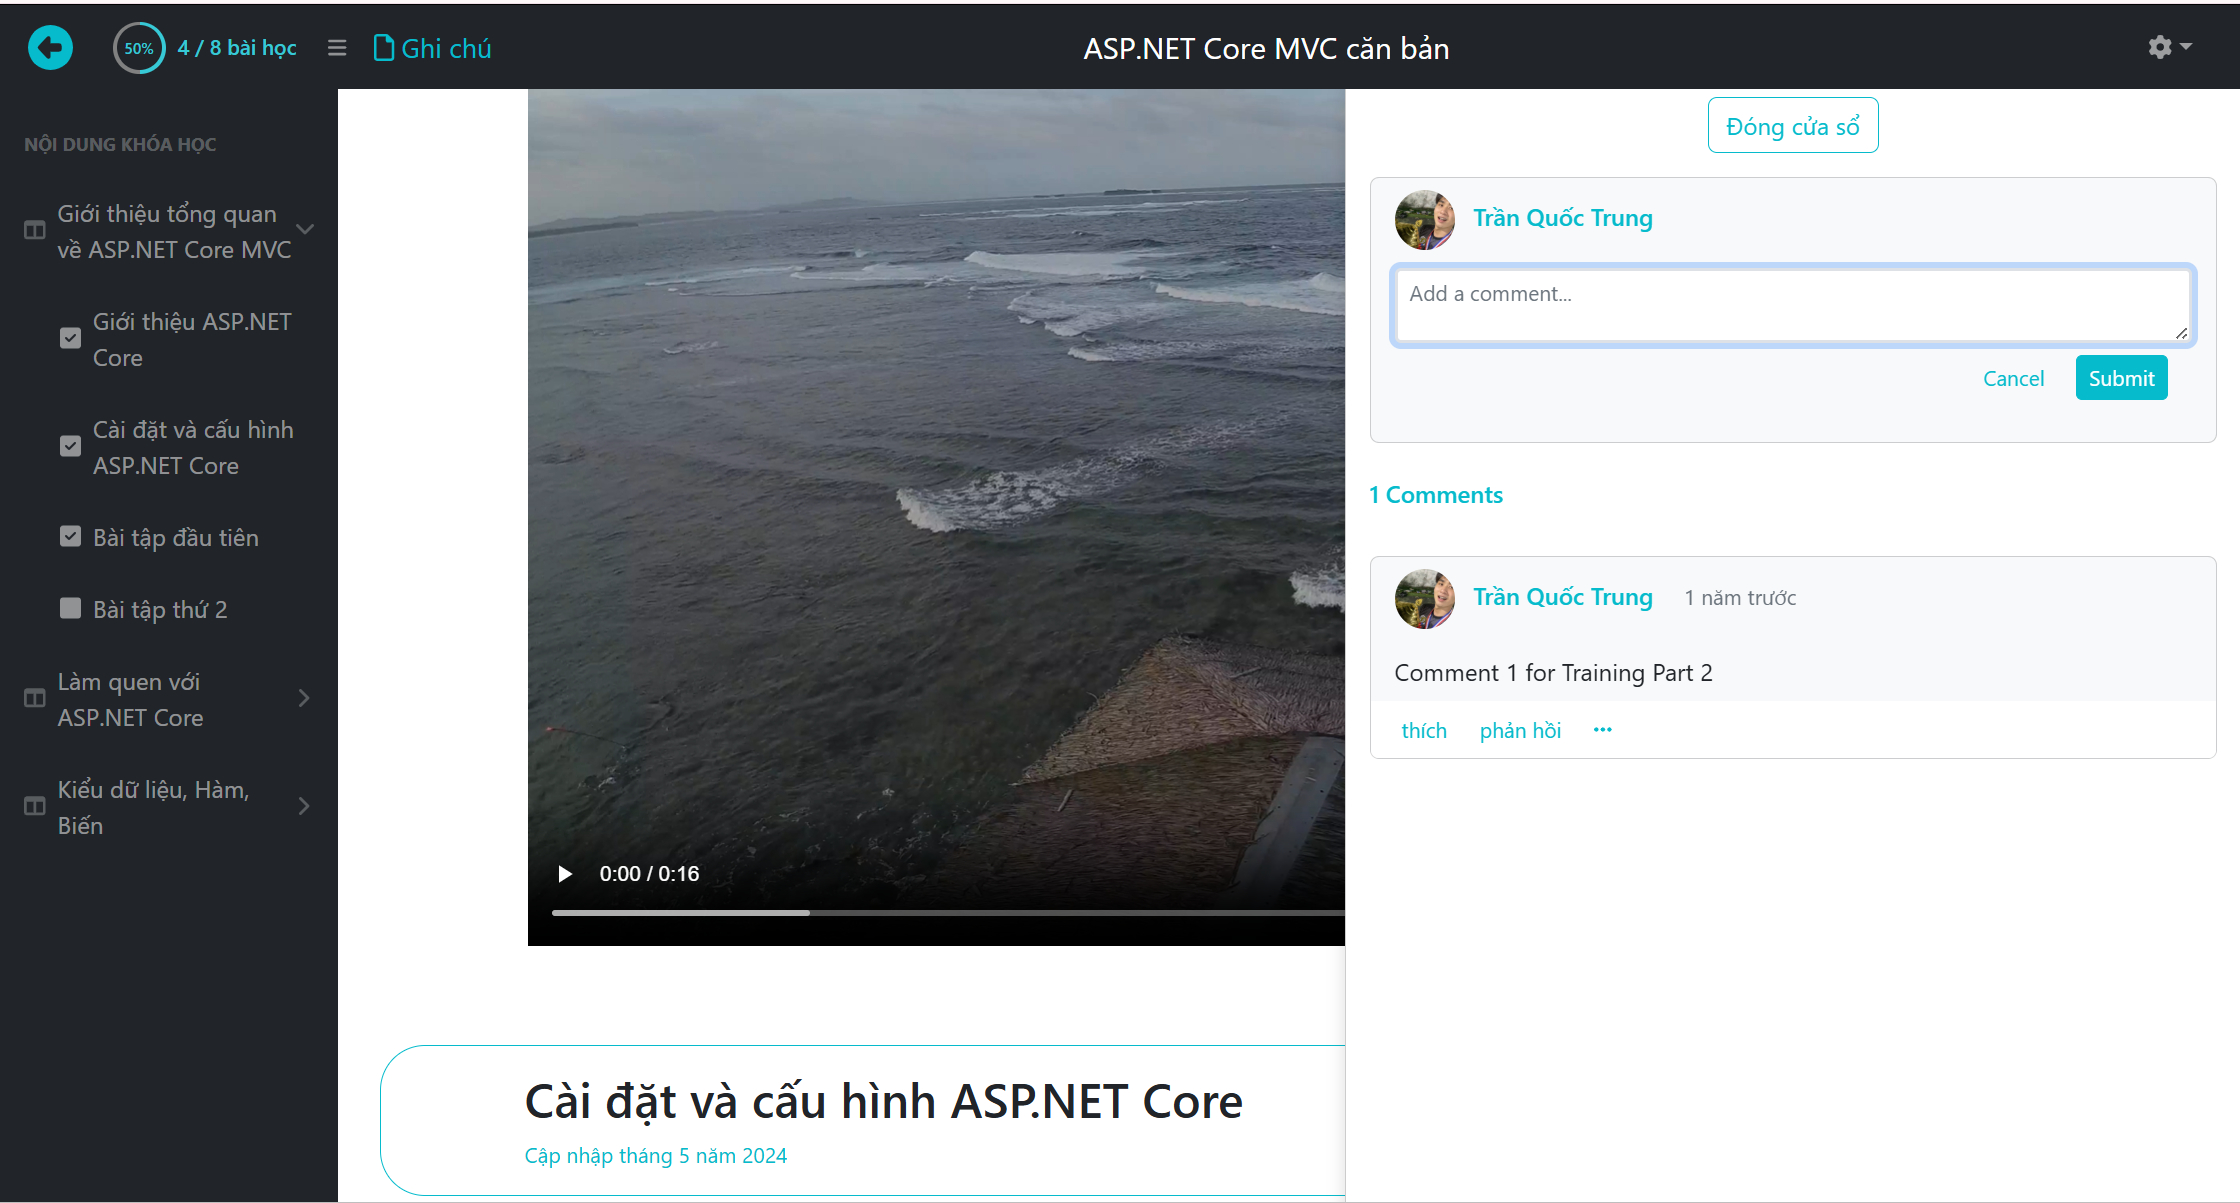 50%
4 / 8 bài học
Ghi chú
ASP.NET Core MVC căn bản
NỘI DUNG KHÓA HỌC
Giới thiệu tổng quan
về ASP.NET Core MVC
Giới thiệu ASP.NET
Core
Cài đặt và cấu hình
ASP.NET Core
Bài tập đầu tiên
Bài tập thứ 2
Làm quen với
ASP.NET Core
Kiểu dữ liệu, Hàm,
Biến
0:00 / 0:16
Cài đặt và cấu hình ASP.NET Core
Cập nhập tháng 5 năm 2024
Đóng cửa sổ
Trần Quốc Trung
Add a comment...
Cancel
Submit
1 Comments
Trần Quốc Trung 1 năm trước
Comment 1 for Training Part 2
thích
phản hồi